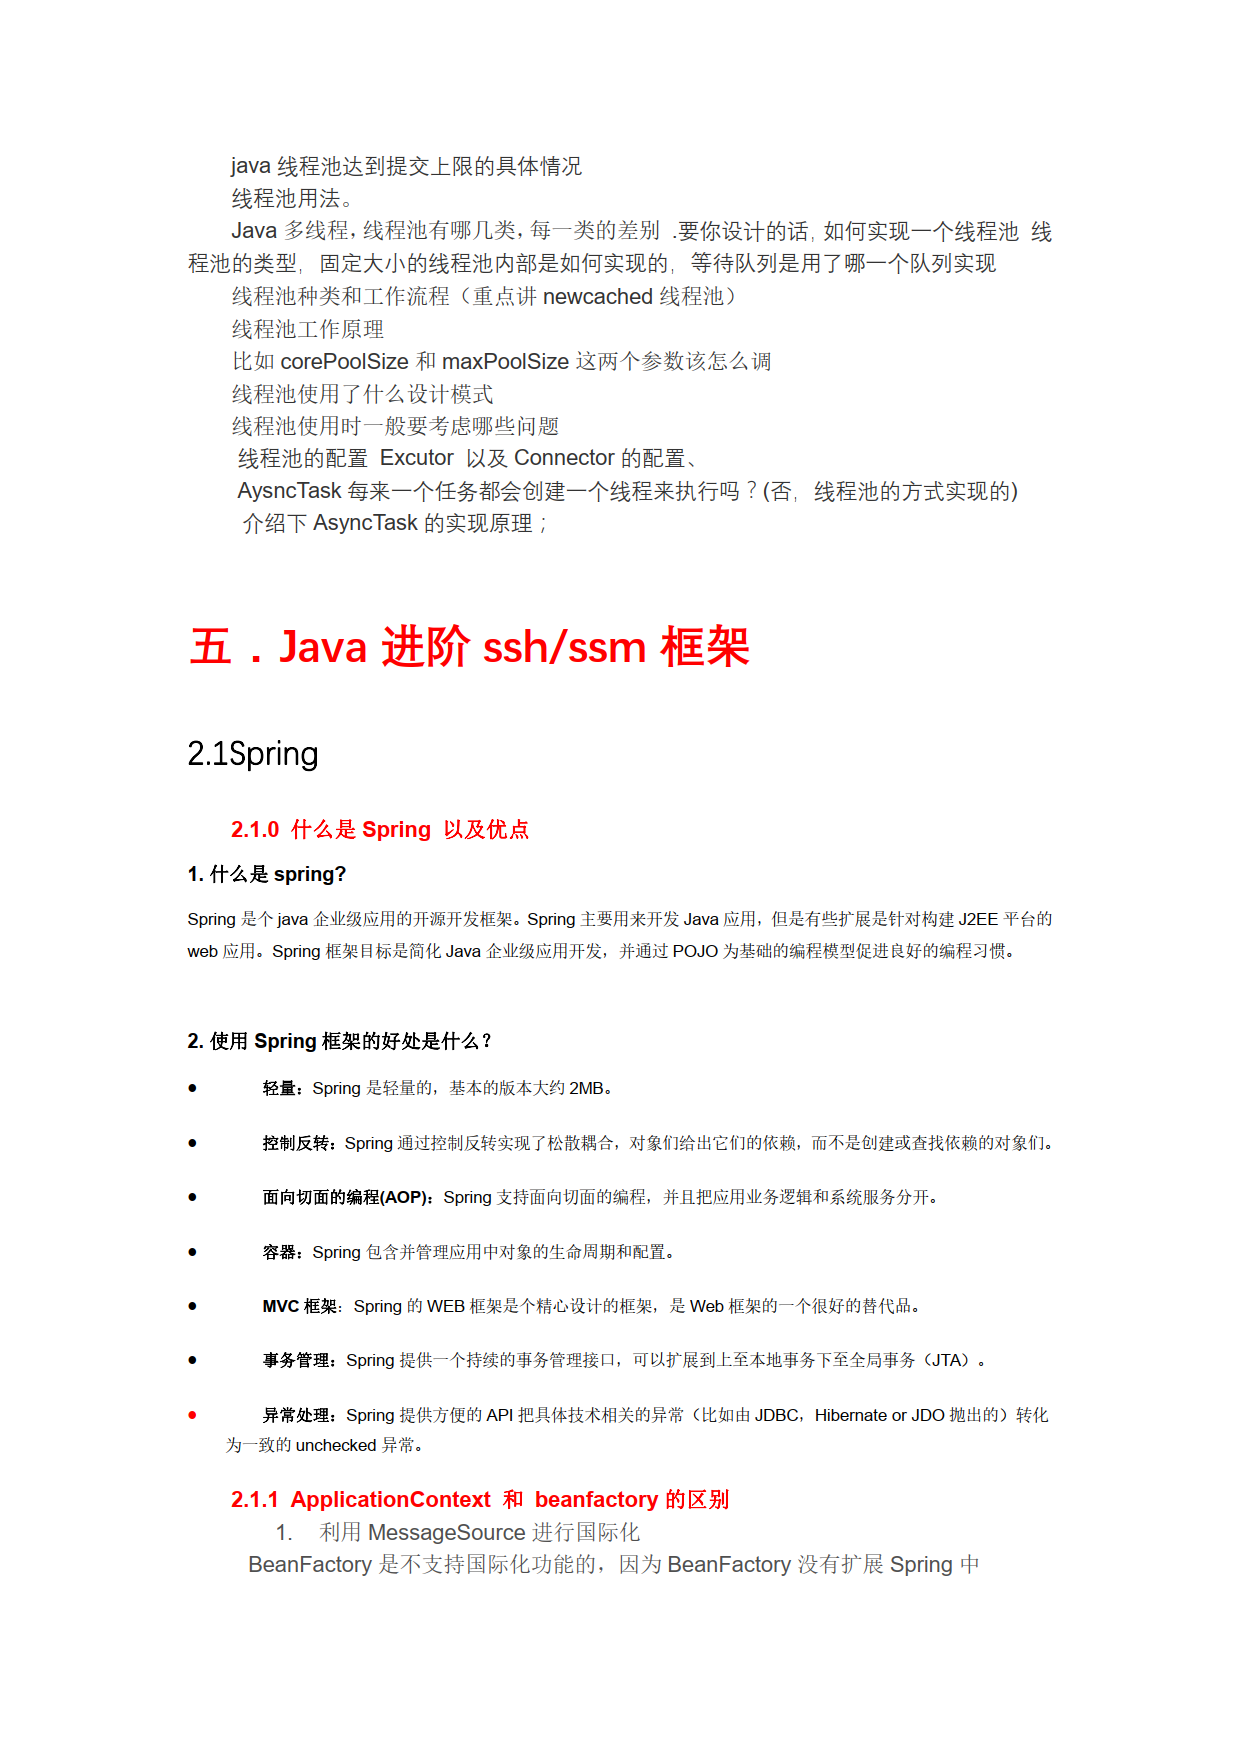 java 线程池达到提交上限的具体情况
线程池用法。
Java 多线程，线程池有哪几类，每一类的差别 .要你设计的话，如何实现一个线程池 线
程池的类型，固定大小的线程池内部是如何实现的，等待队列是用了哪一个队列实现
线程池种类和工作流程（重点讲 newcached 线程池）
线程池工作原理
比如 corePoolSize 和 maxPoolSize 这两个参数该怎么调
线程池使用了什么设计模式
线程池使用时一般要考虑哪些问题
线程池的配置 Excutor 以及 Connector 的配置、
AysncTask 每来一个任务都会创建一个线程来执行吗？(否，线程池的方式实现的)
介绍下 AsyncTask 的实现原理；
五．Java 进阶 ssh/ssm 框架
2.1Spring
2.1.0 什么是 Spring 以及优点
1. 什么是 spring?
Spring 是个 java 企业级应用的开源开发框架。Spring 主要用来开发 Java 应用，但是有些扩展是针对构建 J2EE 平台的
web 应用。Spring 框架目标是简化 Java 企业级应用开发，并通过 POJO 为基础的编程模型促进良好的编程习惯。
2. 使用 Spring 框架的好处是什么？
● 轻量：Spring 是轻量的，基本的版本大约 2MB。
● 控制反转：Spring 通过控制反转实现了松散耦合，对象们给出它们的依赖，而不是创建或查找依赖的对象们。
● 面向切面的编程(AOP)：Spring 支持面向切面的编程，并且把应用业务逻辑和系统服务分开。
● 容器：Spring 包含并管理应用中对象的生命周期和配置。
● MVC 框架：Spring 的 WEB 框架是个精心设计的框架，是 Web 框架的一个很好的替代品。
● 事务管理：Spring 提供一个持续的事务管理接口，可以扩展到上至本地事务下至全局事务（JTA）。
● 异常处理：Spring 提供方便的 API 把具体技术相关的异常（比如由 JDBC，Hibernate or JDO 抛出的）转化
为一致的 unchecked 异常。
2.1.1 ApplicationContext 和 beanfactory 的区别
1. 利用 MessageSource 进行国际化
BeanFactory 是不支持国际化功能的，因为 BeanFactory 没有扩展 Spring 中